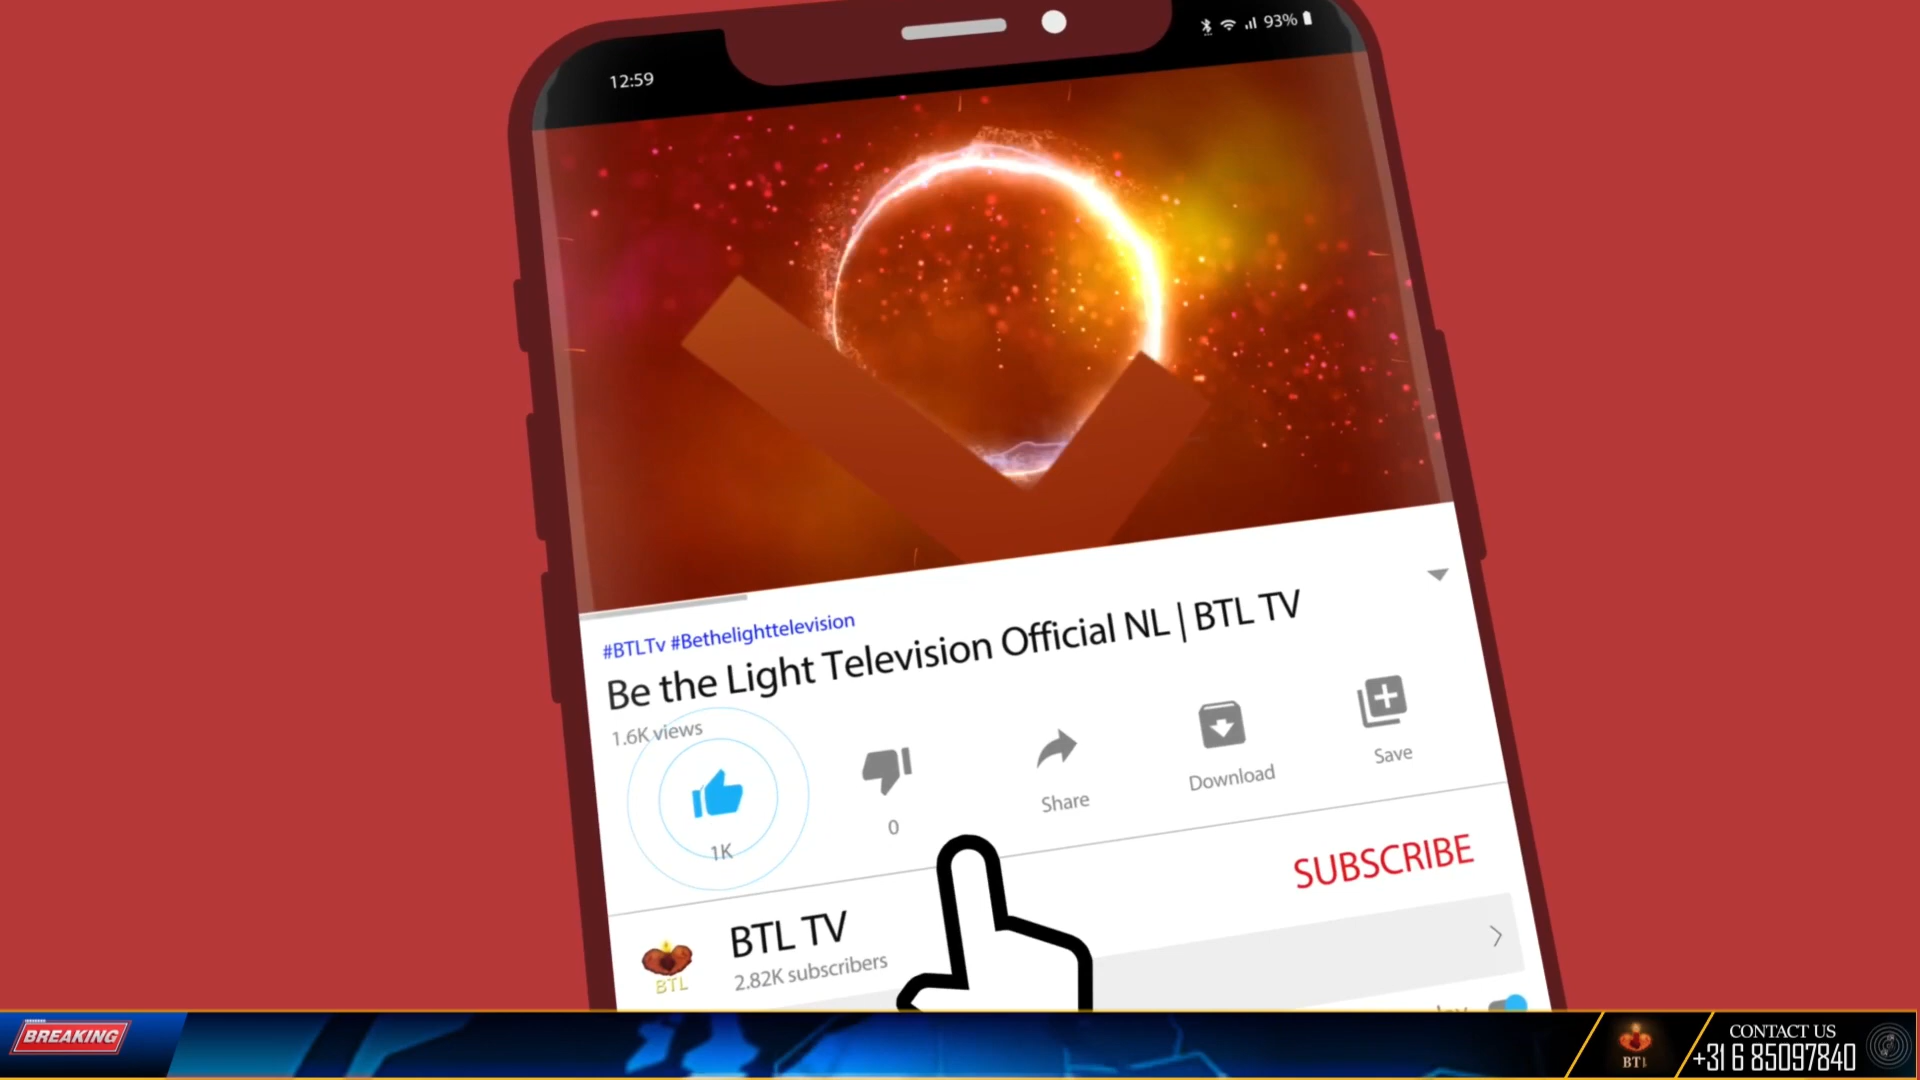 12:59
93%
#BTLTv #Bethelighttelevision
Be the Light Television Official NL | BTL TV
1.6K views
1K
0
Share
Download
Save
SUBSCRIBE
BTL TV
2.82K subscribers
BTL
BREAKING
CONTACT US
+31 6 85097840